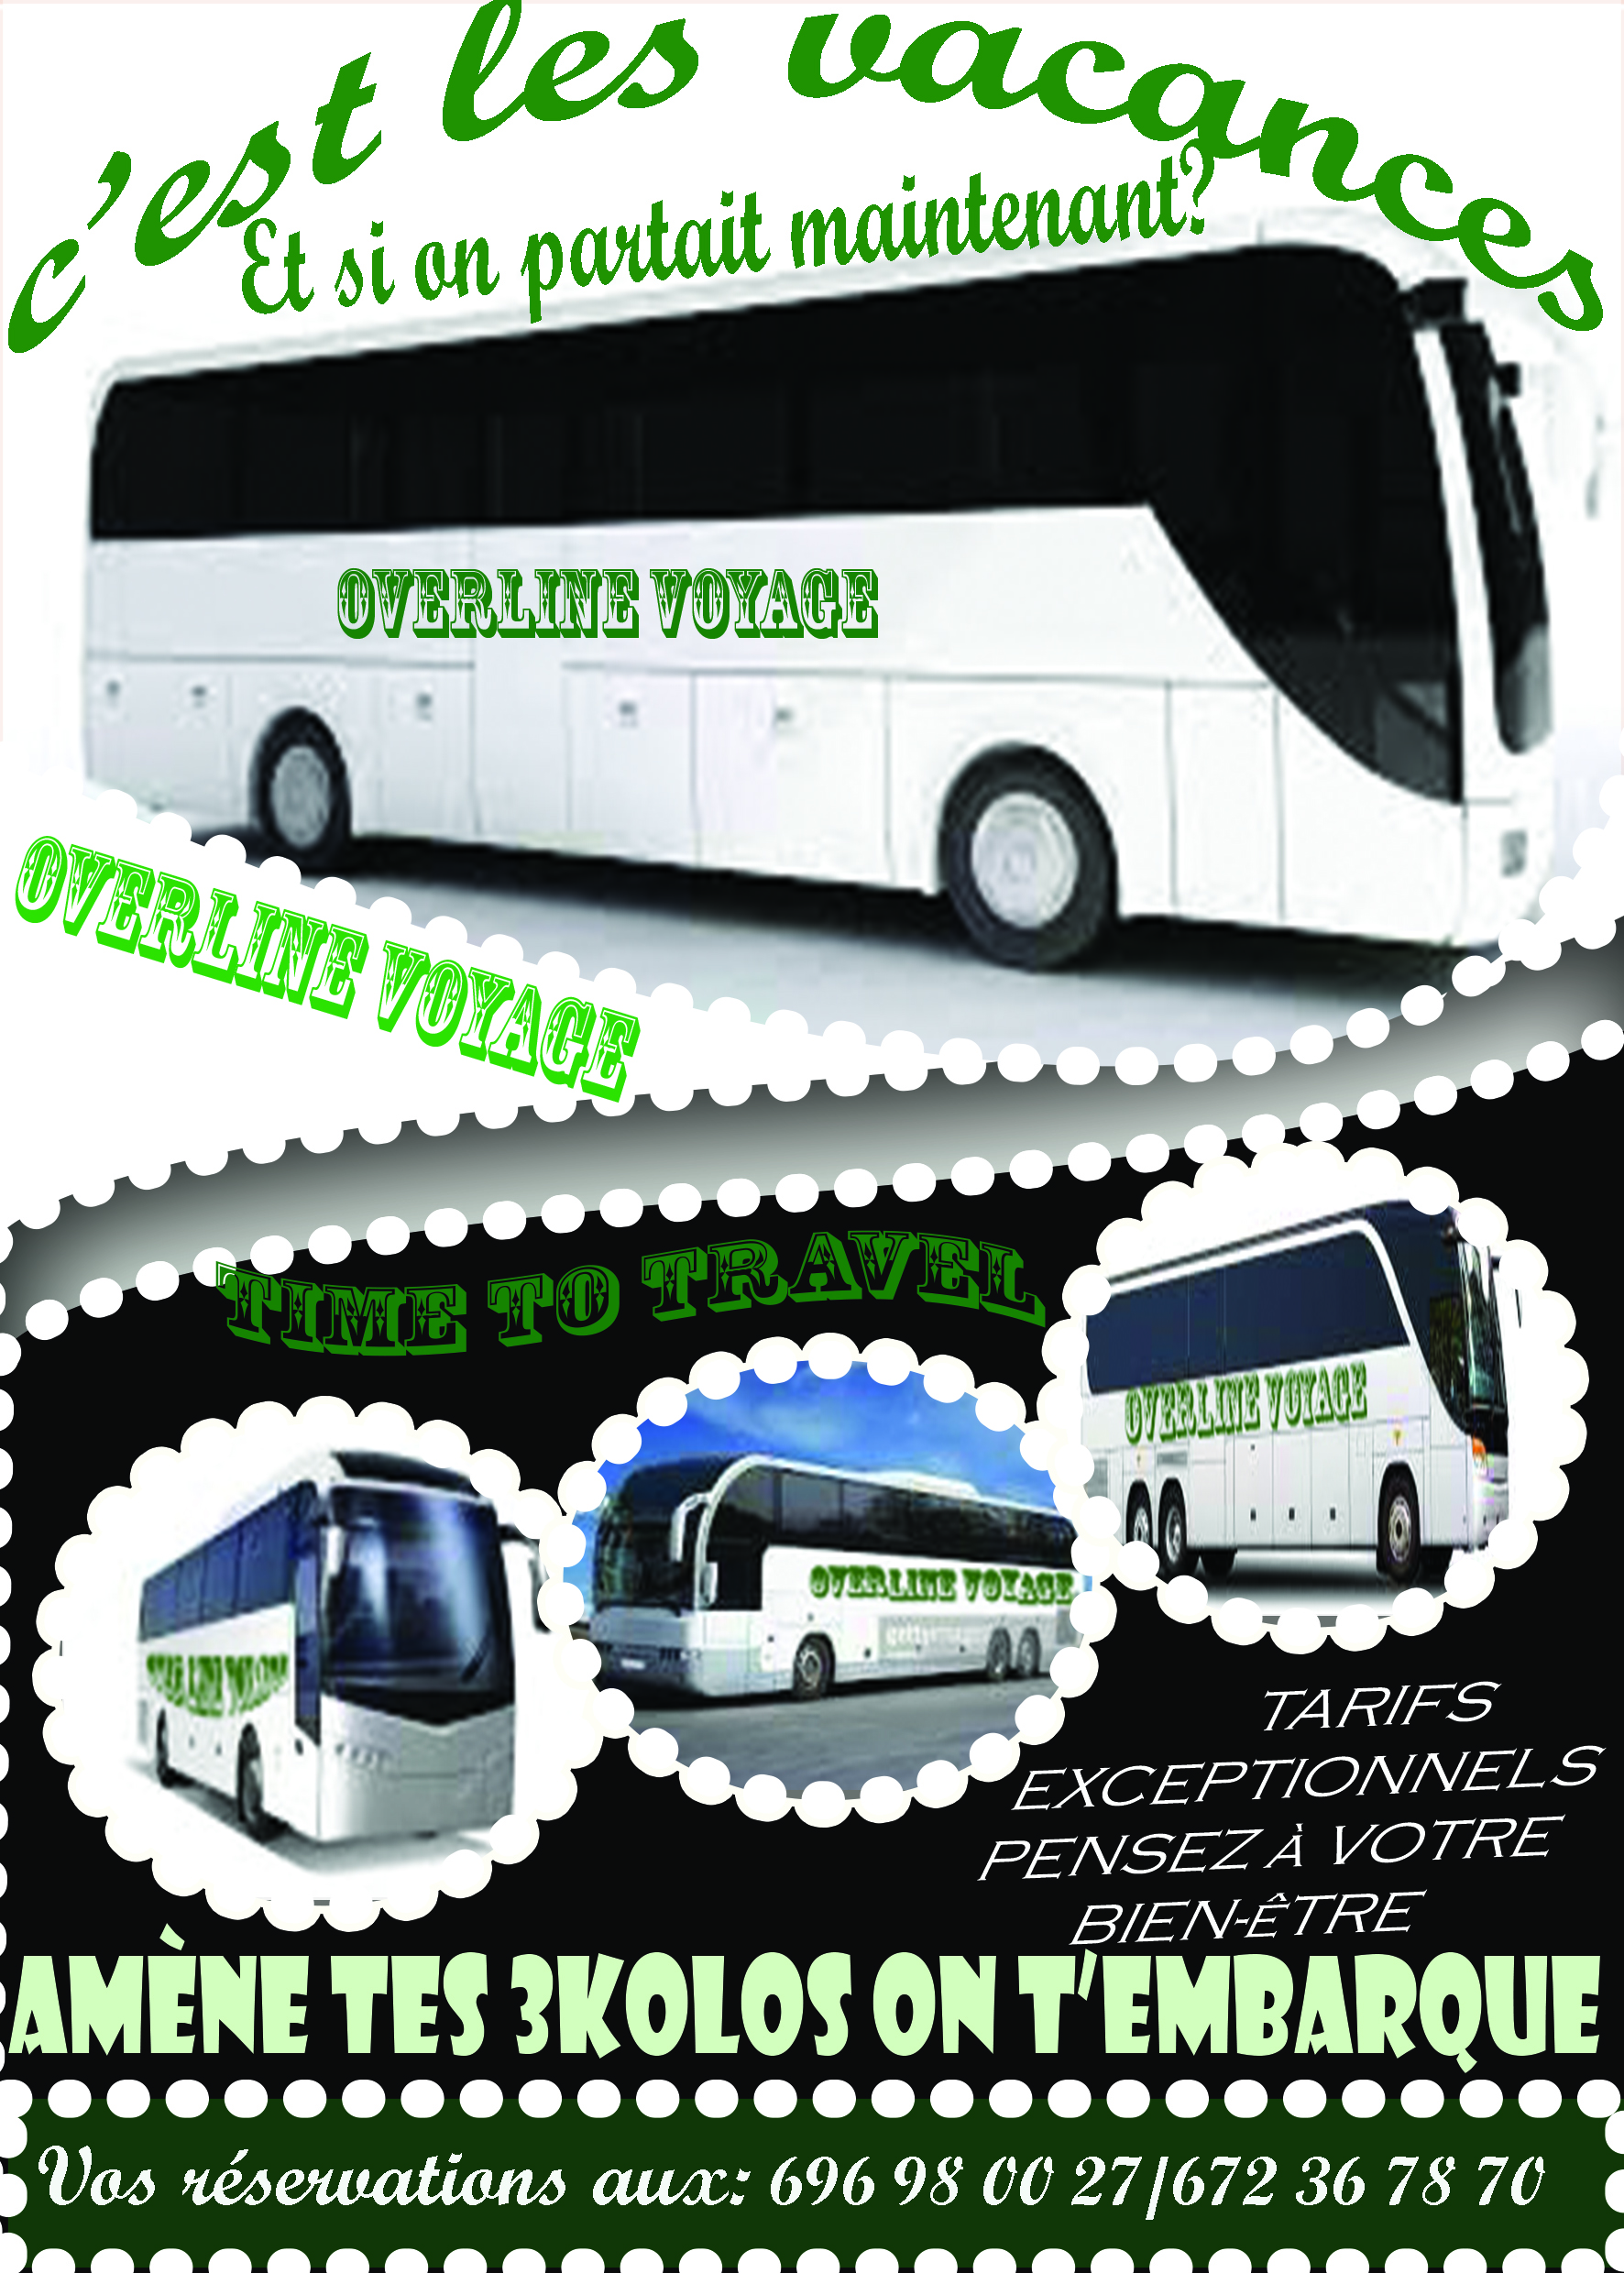 c'est les vacances
Et si on partait maintenant?
OVERLINE VOYAGE
OVERLINE VOYAGE
TIME TO TRAVEL
OVERLINE VOYAGE
OVERLINE VOYAGE
TARIFS
EXCEPTIONNELS
PENSEZ À VOTRE
BIEN-ÊTRE
AMÈNE TES 3KOLOS ON T'EMBARQUE
Vos réservations aux: 696 98 00 27/672 36 78 70